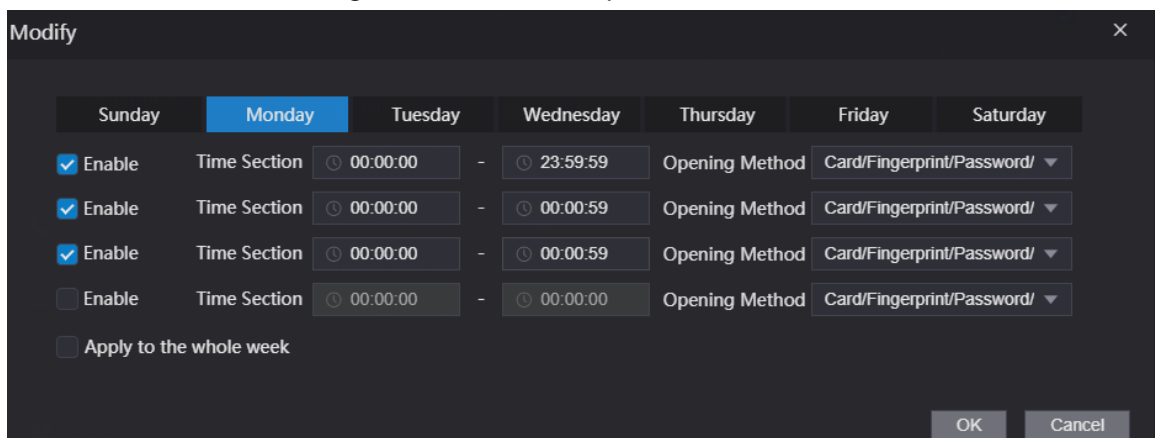 Modify
Sunday Monday Tuesday Wednesday Thursday Friday Saturday
Enable Time Section 00:00:00 - 23:59:59 Opening Method Card/Fingerprint/Password/
Enable Time Section 00:00:00 - 00:00:59 Opening Method Card/Fingerprint/Password/
Enable Time Section 00:00:00 - 00:00:59 Opening Method Card/Fingerprint/Password/
Enable Time Section 00:00:00 - 00:00:00 Opening Method Card/Fingerprint/Password/
Apply to the whole week
OK Cancel